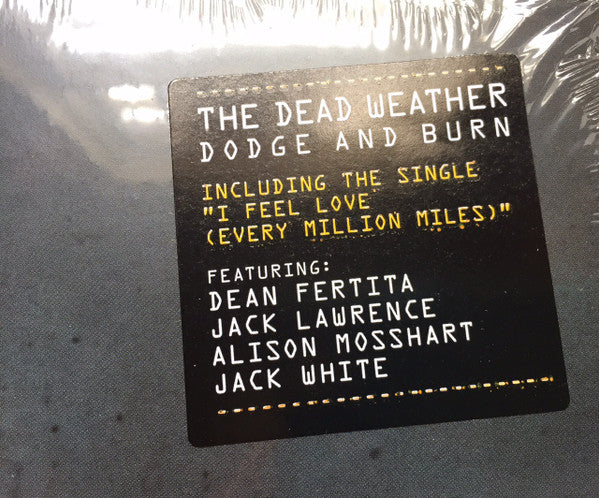 THE DEAD WEATHER
DODGE AND BURN
INCLUDING THE SINGLE
"I FEEL LOVE
(EVERY MILLION MILES)"
FEATURING:
DEAN FERTITA
JACK LAWRENCE
ALISON MOSSHART
JACK WHITE